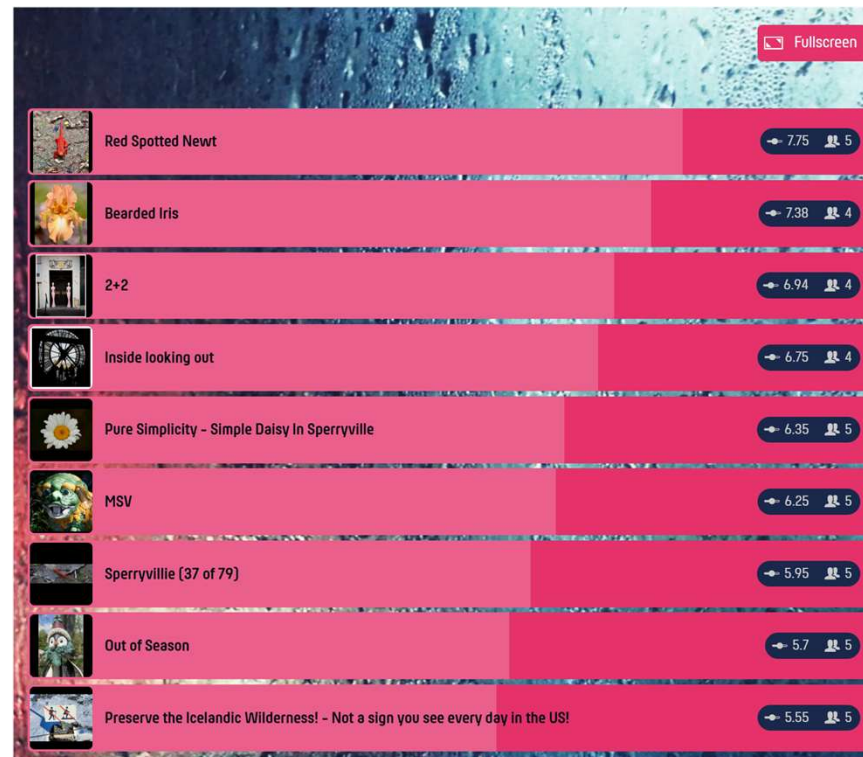 Fullscreen
Red Spotted Newt 7.75 5
Bearded Iris 7.38 4
2+2 6.94 4
Inside looking out 6.75 4
Pure Simplicity - Simple Daisy In Sperryville 6.35 5
MSV 6.25 5
Sperryvillie (37 of 79) 5.95 5
Out of Season 5.7 5
Preserve the Icelandic Wilderness! - Not a sign you see every day in the US! 5.55 5